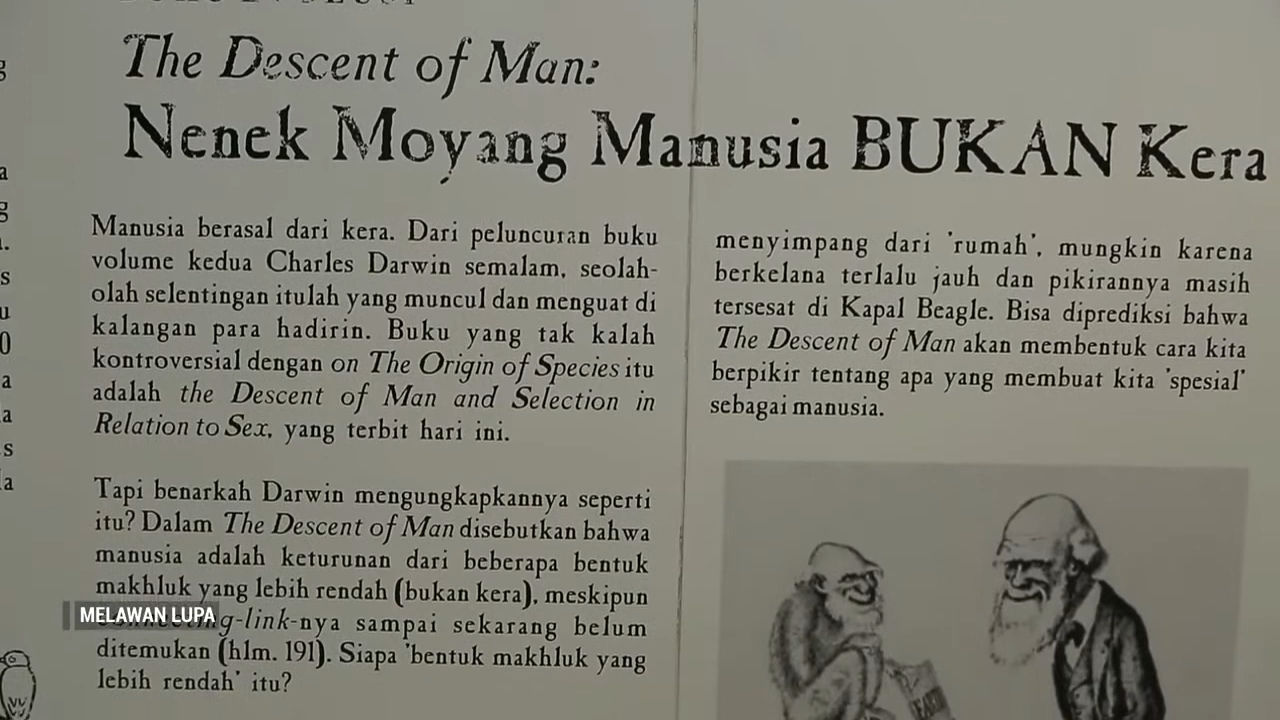 The Descent of Man:
Nenek Moyang Manusia BUKAN Kera
Manusia berasal dari kera. Dari peluncuran buku
volume kedua Charles Darwin semalam, seolah-
olah selentingan itulah yang muncul dan menguat di
kalangan para hadirin. Buku yang tak kalah
kontroversial dengan on The Origin of Species itu
adalah the Descent of Man and Selection in
Relation to Sex, yang terbit hari ini.
Tapi benarkah Darwin mengungkapkannya seperti
itu? Dalam The Descent of Man disebutkan bahwa
manusia adalah keturunan dari beberapa bentuk
makhluk yang lebih rendah (bukan kera), meskipun
-link-nya sampai sekarang belum
ditemukan (hlm. 191). Siapa 'bentuk makhluk yang
lebih rendah' itu?
menyimpang dari 'rumah', mungkin karena
berkelana terlalu jauh dan pikirannya masih
tersesat di Kapal Beagle. Bisa diprediksi bahwa
The Descent of Man akan membentuk cara kita
berpikir tentang apa yang membuat kita 'spesial'
sebagai manusia.
MELAWAN LUPA